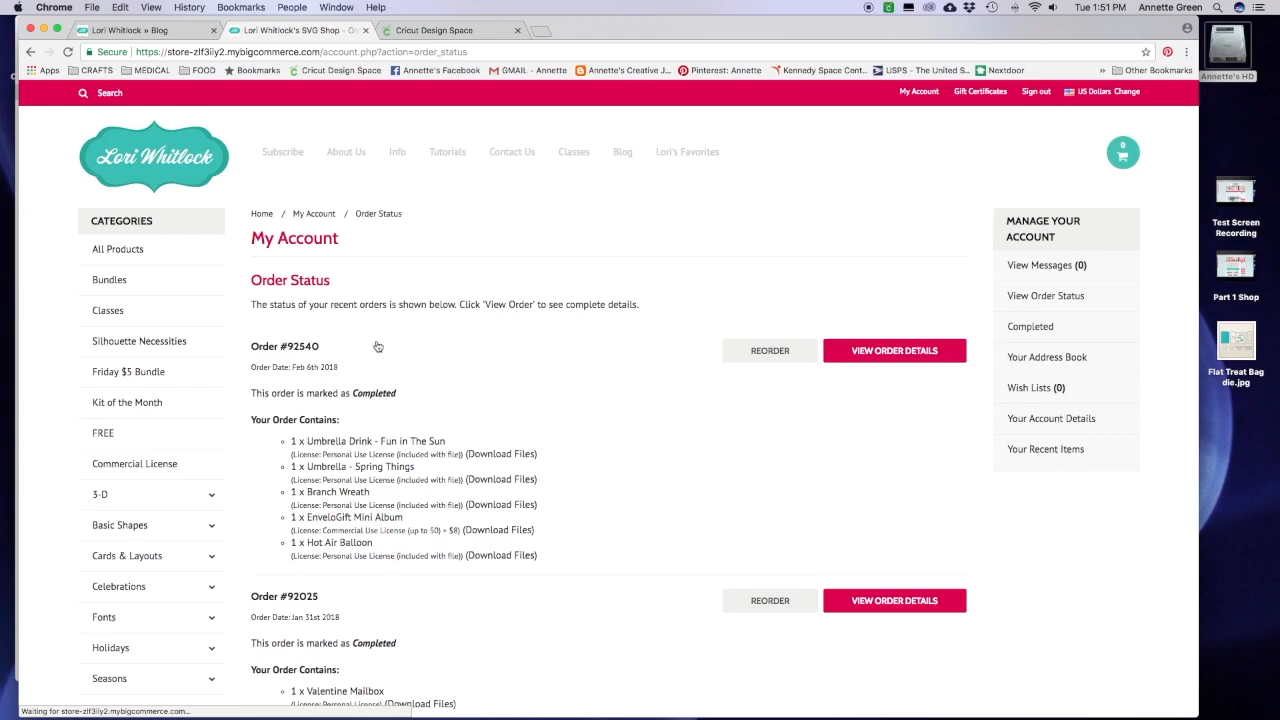 Chrome File Edit View History Bookmarks People Window Help
Wed 1:51 PM Annette Green
Lori Whitlock » Blog
Lori Whitlock's SVG Shop - Or
Cricut Design Space
Secure https://store-zlf3iiy2.mybigcommerce.com/account.php?action=order_status
Apps CRAFTS MEDICAL FOOD Bookmarks Cricut Design Space Annette's Facebook GMAIL - Annette Annette's Creative J... Pinterest: Annette Kennedy Space Cent... USPS - The United S... Nextdoor » Other Bookmarks
Annette's HD
Search
My Account Gift Certificates Sign out US Dollars Change
Lori Whitlock
Subscribe About Us Info Tutorials Contact Us Classes Blog Lori's Favorites
0
CATEGORIES
All Products
Bundles
Classes
Silhouette Necessities
Friday $5 Bundle
Kit of the Month
FREE
Commercial License
3-D
Basic Shapes
Cards & Layouts
Celebrations
Fonts
Holidays
Seasons
Home / My Account / Order Status
My Account
Order Status
The status of your recent orders is shown below. Click 'View Order' to see complete details.
Order #92540
REORDER
VIEW ORDER DETAILS
Order Date: Feb 6th 2018
This order is marked as Completed
Your Order Contains:
1 x Umbrella Drink - Fun in The Sun
(License: Personal Use License (included with file)) (Download Files)
1 x Umbrella - Spring Things
(License: Personal Use License (included with file)) (Download Files)
1 x Branch Wreath
(License: Personal Use License (included with file)) (Download Files)
1 x EnveloGift Mini Album
(License: Commercial Use License (up to 50) + $8) (Download Files)
1 x Hot Air Balloon
(License: Personal Use License (included with file)) (Download Files)
Order #92025
REORDER
VIEW ORDER DETAILS
Order Date: Jan 31st 2018
This order is marked as Completed
Your Order Contains:
1 x Valentine Mailbox
(License: Personal License) (Download Files)
MANAGE YOUR
ACCOUNT
View Messages (0)
View Order Status
Completed
Your Address Book
Wish Lists (0)
Your Account Details
Your Recent Items
Test Screen
Recording
Part 1 Shop
Flat Treat Bag
die.jpg
Waiting for store-zlf3iiy2.mybigcommerce.com...